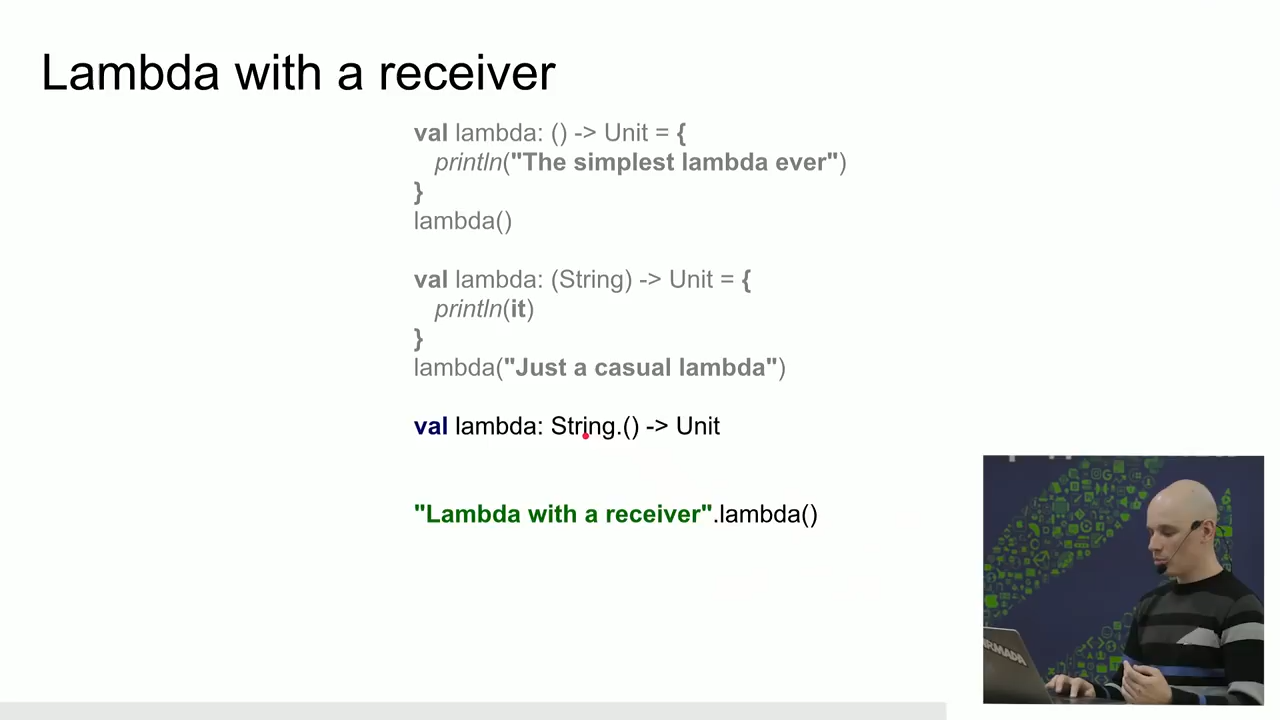 Lambda with a receiver
val lambda: () -> Unit = {
println("The simplest lambda ever")
}
lambda()
val lambda: (String) -> Unit = {
println(it)
}
lambda("Just a casual lambda")
val lambda: String.() -> Unit
"Lambda with a receiver".lambda()